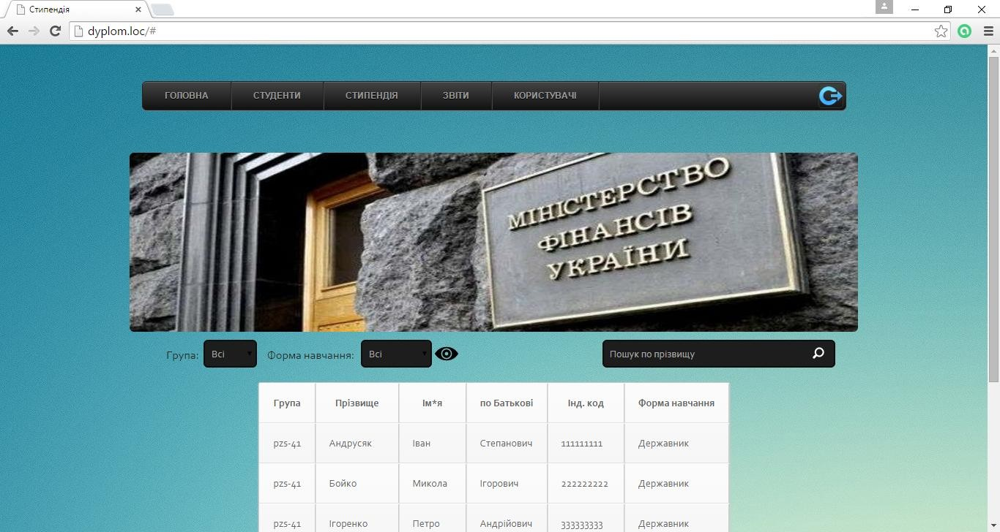 Стипендія
dyplom.loc/#
ГОЛОВНА СТУДЕНТИ СТИПЕНДІЯ ЗВІТИ КОРИСТУВАЧІ
МІНІСТЕРСТВО
ФІНАНСІВ
УКРАЇНИ
Група: Всі Форма навчання: Всі Пошук по прізвищу
Група Прізвище Ім*я по Батькові Інд. код Форма навчання
pzs-41 Андрусяк Іван Степанович 111111111 Державник
pzs-41 Бойко Микола Ігорович 222222222 Державник
pzs-41 Ігоренко Петро Андрійович 333333333 Державник